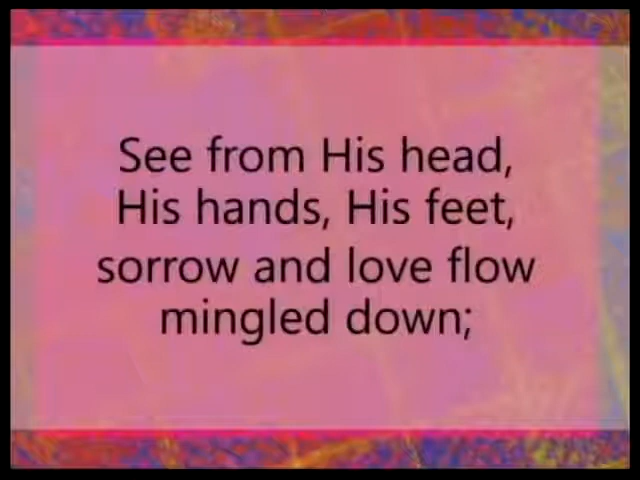 See from His head,
His hands, His feet,
sorrow and love flow
mingled down;